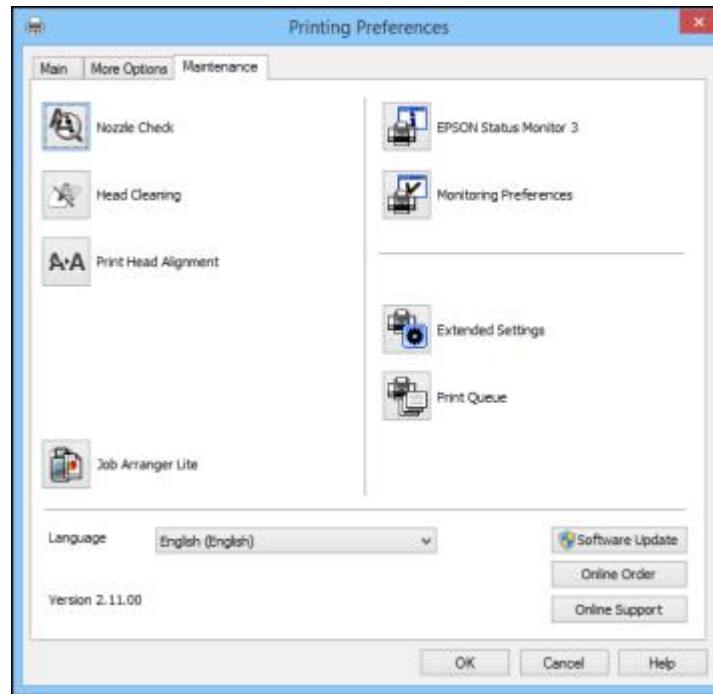 Printing Preferences
Main More Options Maintenance
Nozzle Check
Head Cleaning
Print Head Alignment
Job Arranger Lite
EPSON Status Monitor 3
Monitoring Preferences
Extended Settings
Print Queue
Language English (English)
Version 2.11.00
Software Update
Online Order
Online Support
OK Cancel Help